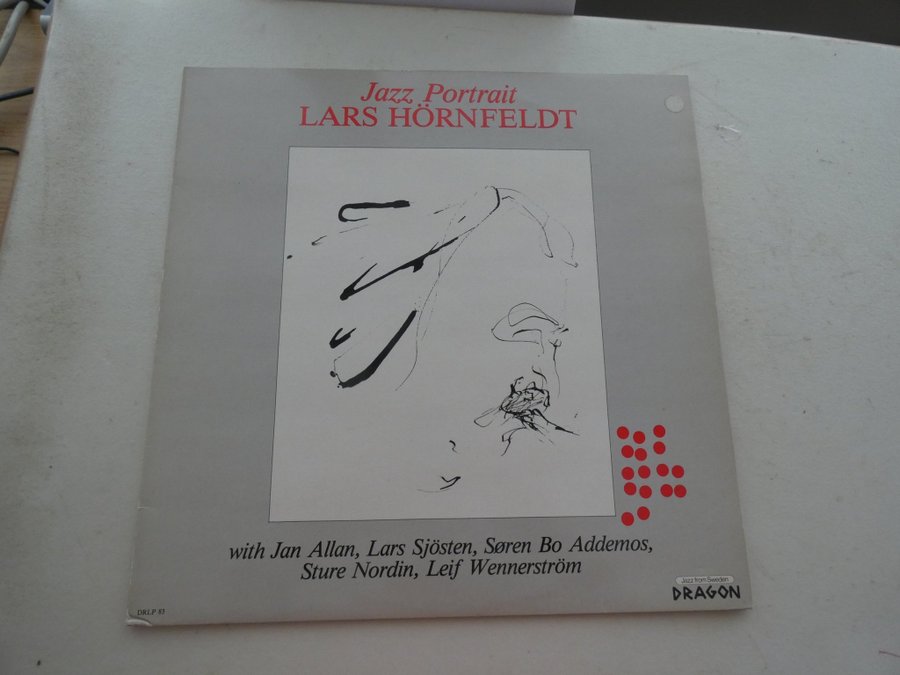 Jazz Portrait
LARS HÖRNFELDT
with Jan Allan, Lars Sjösten, Søren Bo Addemos,
Sture Nordin, Leif Wennerström
DRLP 83
Jazz from Sweden
DRAGON